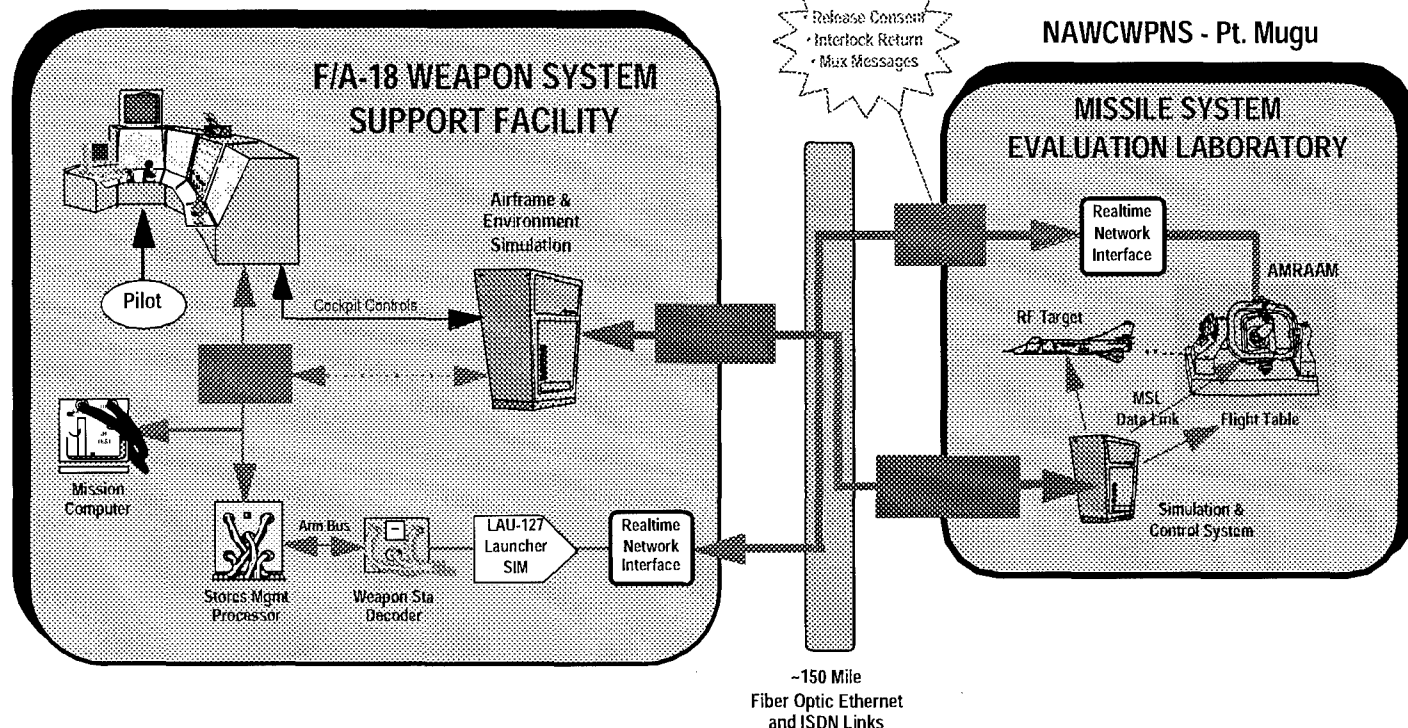 • Release Consent
• Interlock Return
• Mux Messages
NAWCWPNS - Pt. Mugu
F/A-18 WEAPON SYSTEM
SUPPORT FACILITY
MISSILE SYSTEM
EVALUATION LABORATORY
Airframe &
Environment
Simulation
Pilot
Cockpit Controls
Mission
Computer
Stores Mgmt
Processor
Arm Bus
Weapon Sta
Decoder
LAU-127
Launcher
SIM
Realtime
Network
Interface
Realtime
Network
Interface
AMRAAM
RF Target
MSL
Data Link
Flight Table
Simulation &
Control System
~150 Mile
Fiber Optic Ethernet
and ISDN Links